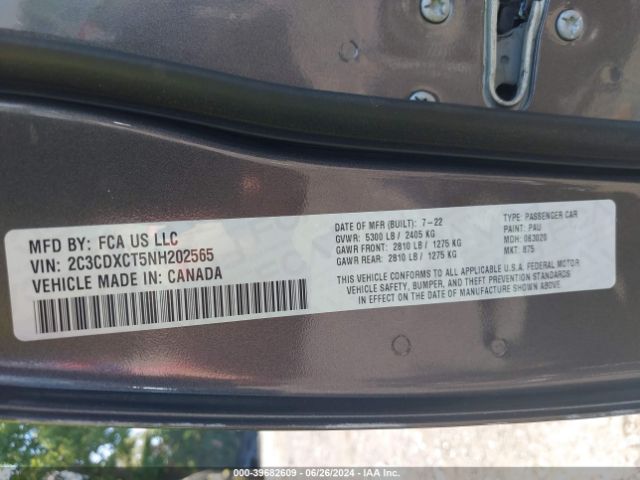 MFD BY: FCA US LLC
VIN: 2C3CDXCT5NH202565
VEHICLE MADE IN: CANADA
DATE OF MFR (BUILT): 7-22
GVWR: 5300 LB / 2405 KG
GAWR FRONT: 2810 LB / 1275 KG
GAWR REAR: 2810 LB / 1275 KG
TYPE: PASSENGER CAR
PAINT: PAU
MDH: 083020
MKT: 875
THIS VEHICLE CONFORMS TO ALL APPLICABLE U.S.A. FEDERAL MOTOR
VEHICLE SAFETY, BUMPER, AND THEFT PREVENTION STANDARDS
IN EFFECT ON THE DATE OF MANUFACTURE SHOWN ABOVE.
000-39682609 - 06/26/2024 - IAA Inc.